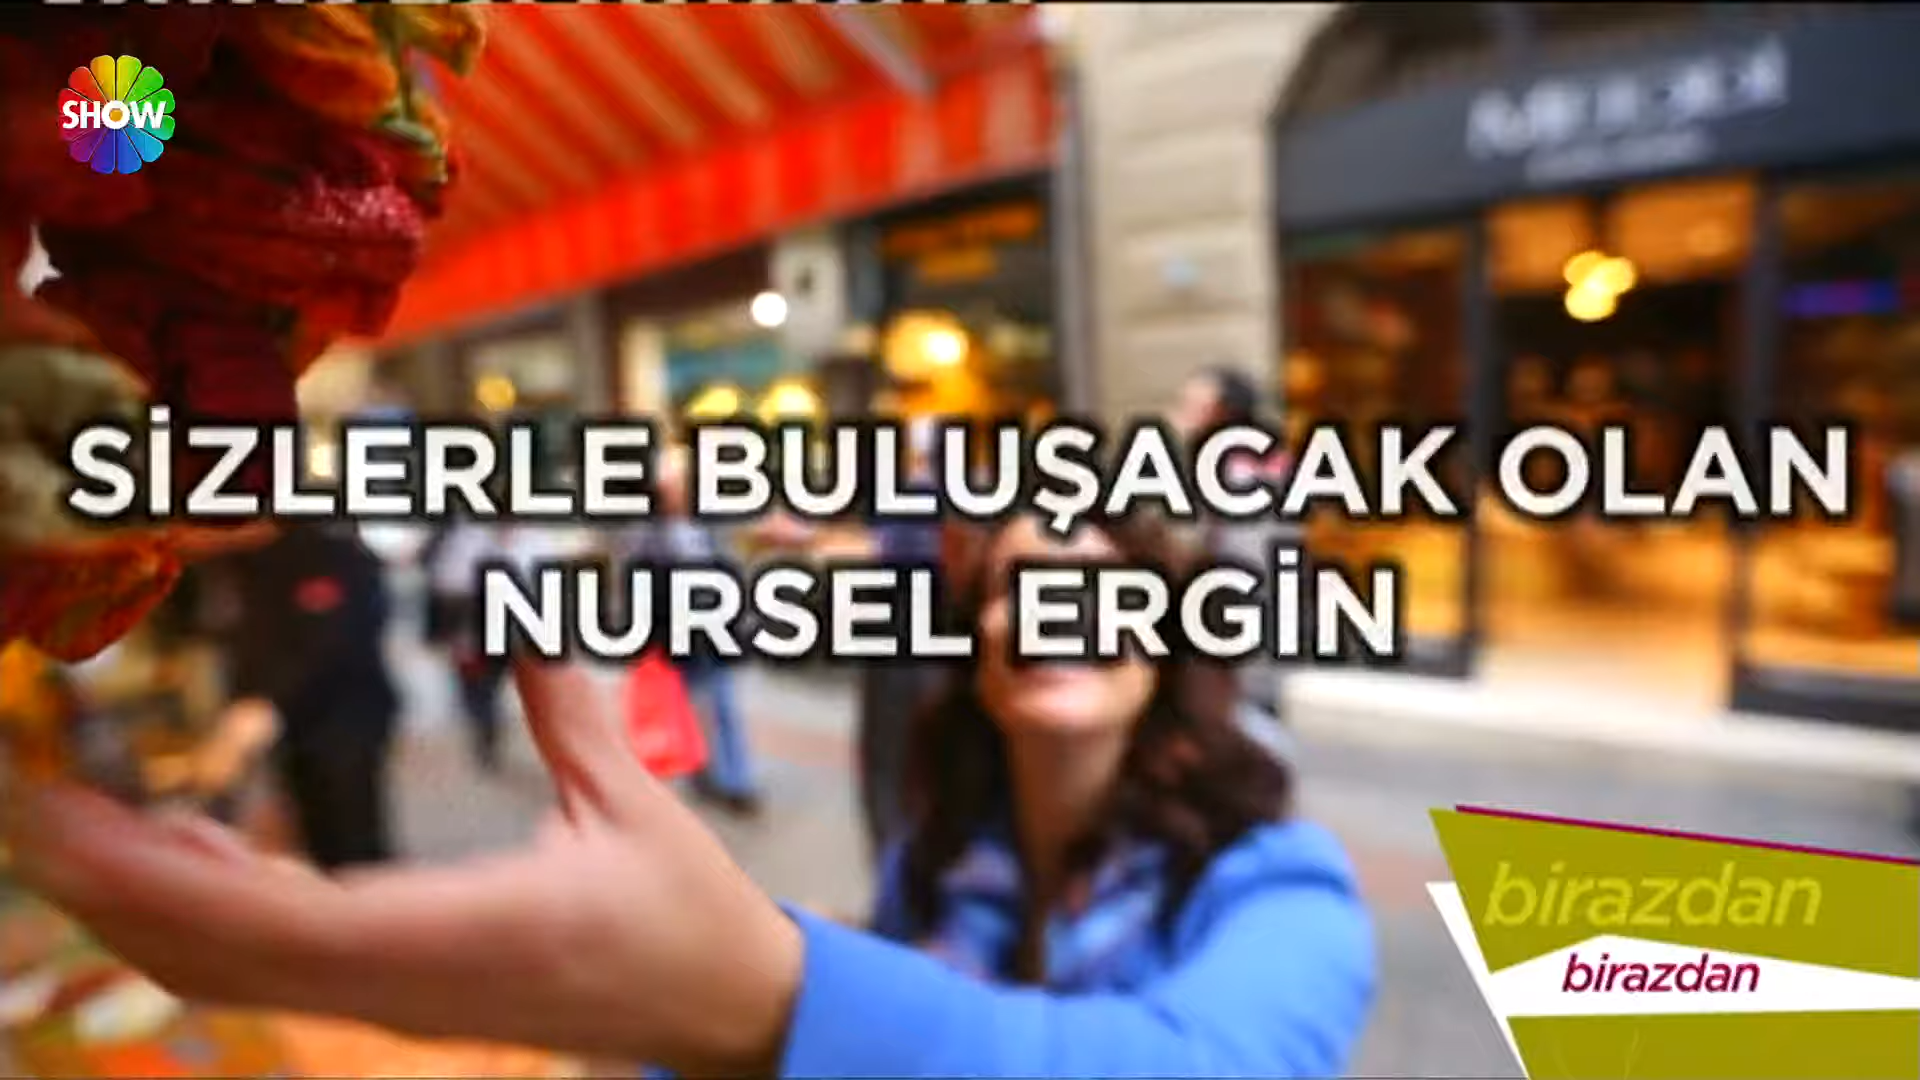 SHOW
SİZLERLE BULUŞACAK OLAN
NURSEL ERGİN
birazdan
birazdan